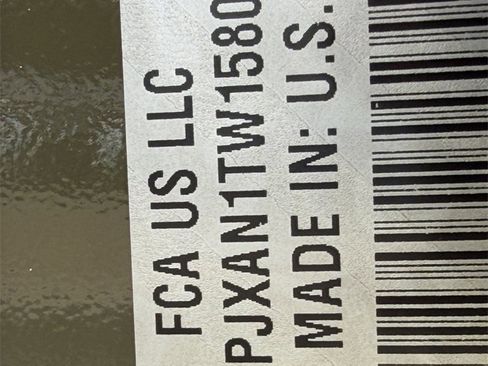 FCA US LLC
PJXAN1TW1580
MADE IN: U.S.